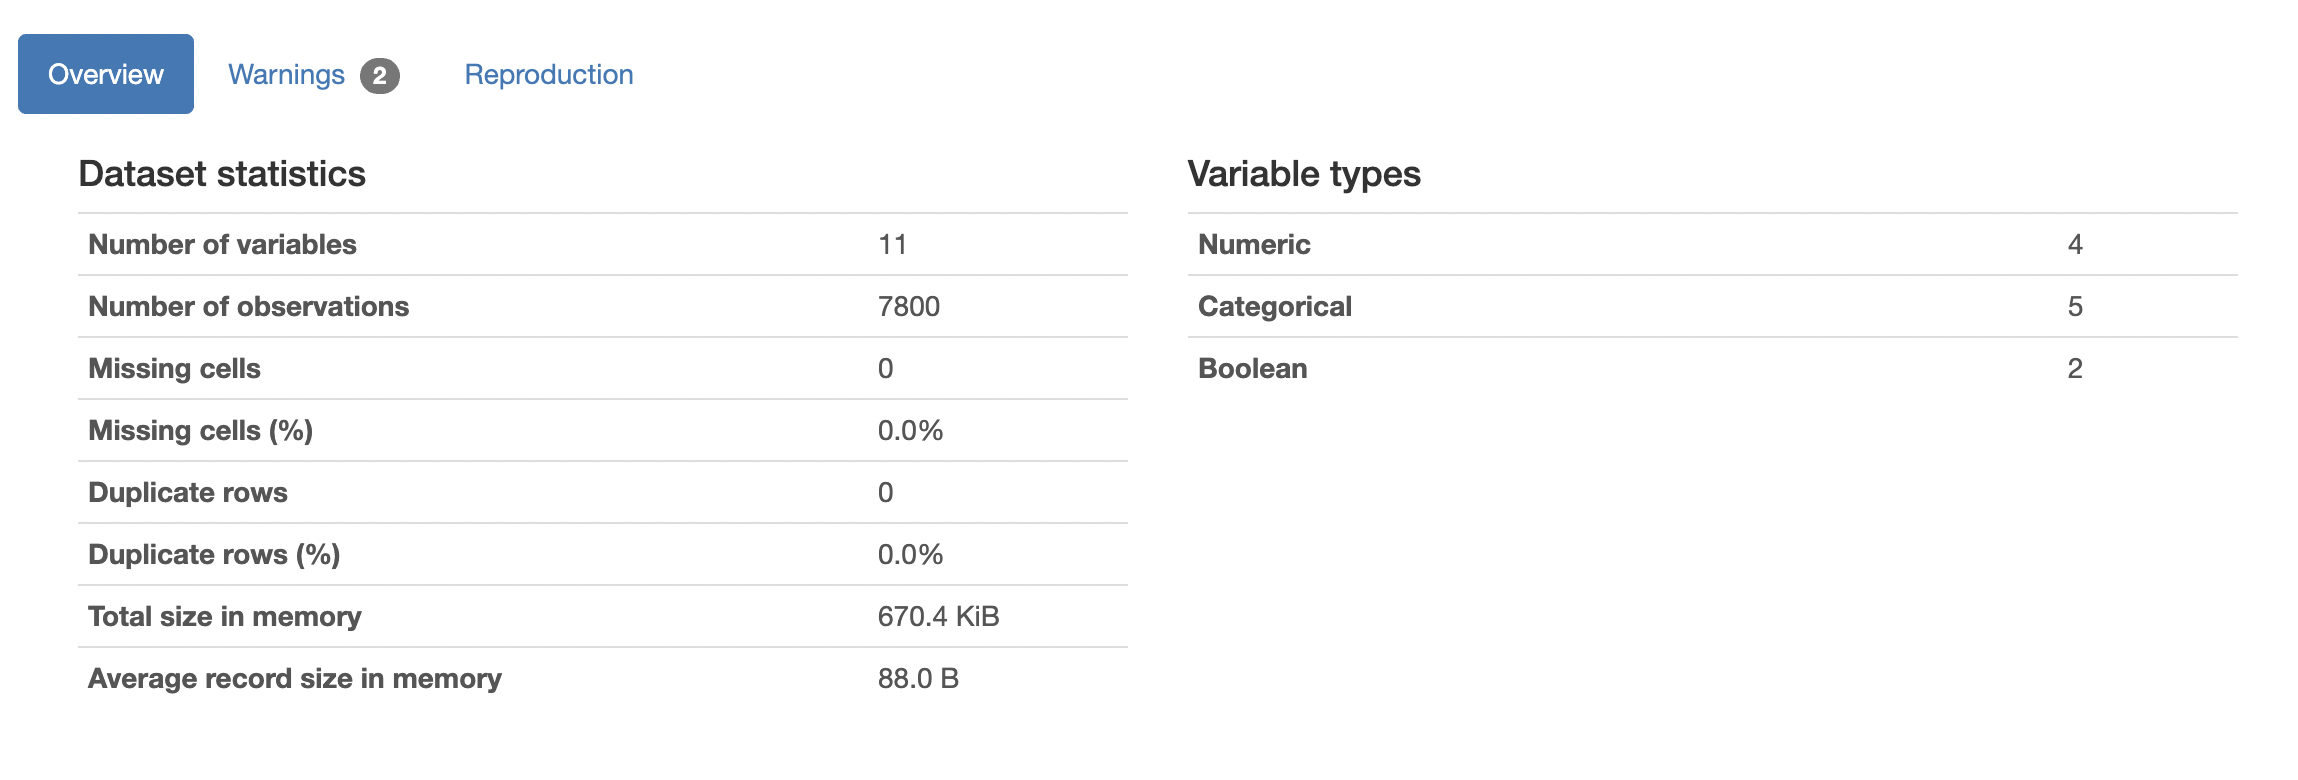 Overview Warnings 2 Reproduction
Dataset statistics
Number of variables 11
Number of observations 7800
Missing cells 0
Missing cells (%) 0.0%
Duplicate rows 0
Duplicate rows (%) 0.0%
Total size in memory 670.4 KiB
Average record size in memory 88.0 B
Variable types
Numeric 4
Categorical 5
Boolean 2